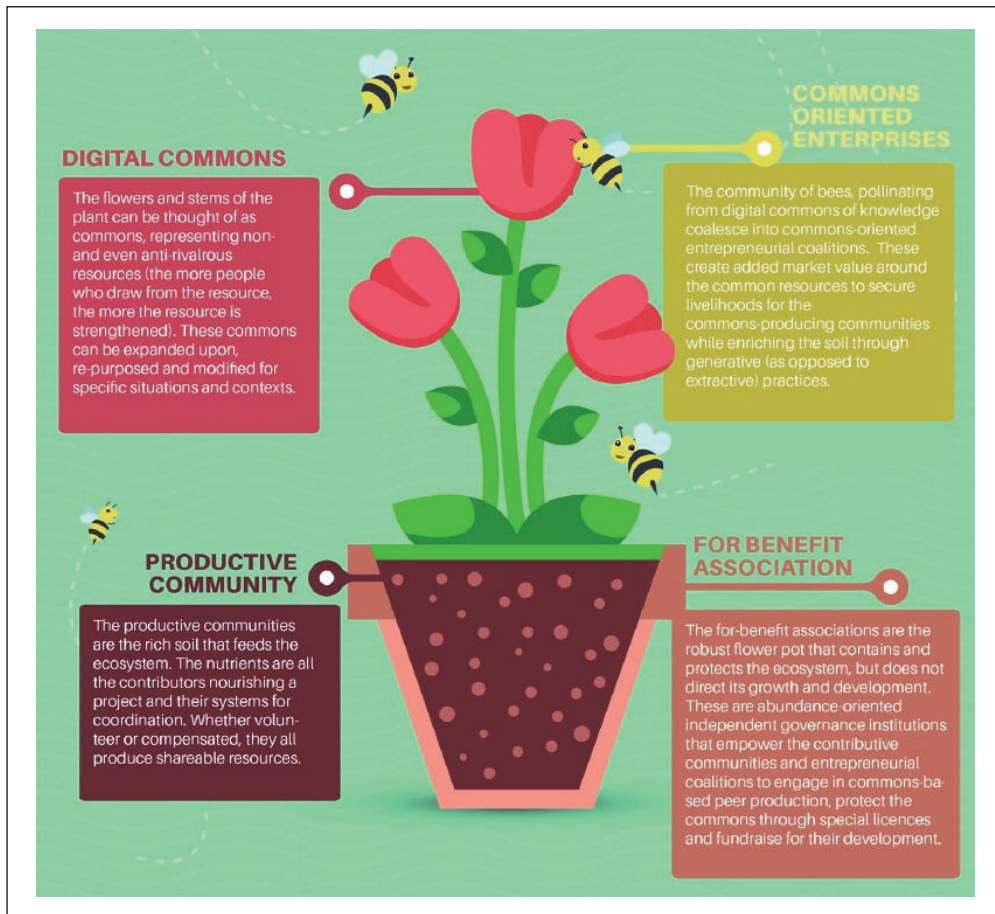 DIGITAL COMMONS
The flowers and stems of the
plant can be thought of as
commons, representing non-
and even anti-rivalrous
resources (the more people
who draw from the resource,
the more the resource is
strengthened). These commons
can be expanded upon,
re-purposed and modified for
specific situations and contexts.
COMMONS
ORIENTED
ENTERPRISES
The community of bees, pollinating
from digital commons of knowledge
coalesce into commons-oriented
entrepreneurial coalitions. These
create added market value around
the common resources to secure
livelihoods for the
commons-producing communities
while enriching the soil through
generative (as opposed to
extractive) practices.
PRODUCTIVE
COMMUNITY
The productive communities
are the rich soil that feeds the
ecosystem. The nutrients are all
the contributors nourishing a
project and their systems for
coordination. Whether volun-
teer or compensated, they all
produce shareable resources.
FOR BENEFIT
ASSOCIATION
The for-benefit associations are the
robust flower pot that contains and
protects the ecosystem, but does not
direct its growth and development.
These are abundance-oriented
independent governance institutions
that empower the contributive
communities and entrepreneurial
coalitions to engage in commons-ba-
sed peer production, protect the
commons through special licences
and fundraise for their development.